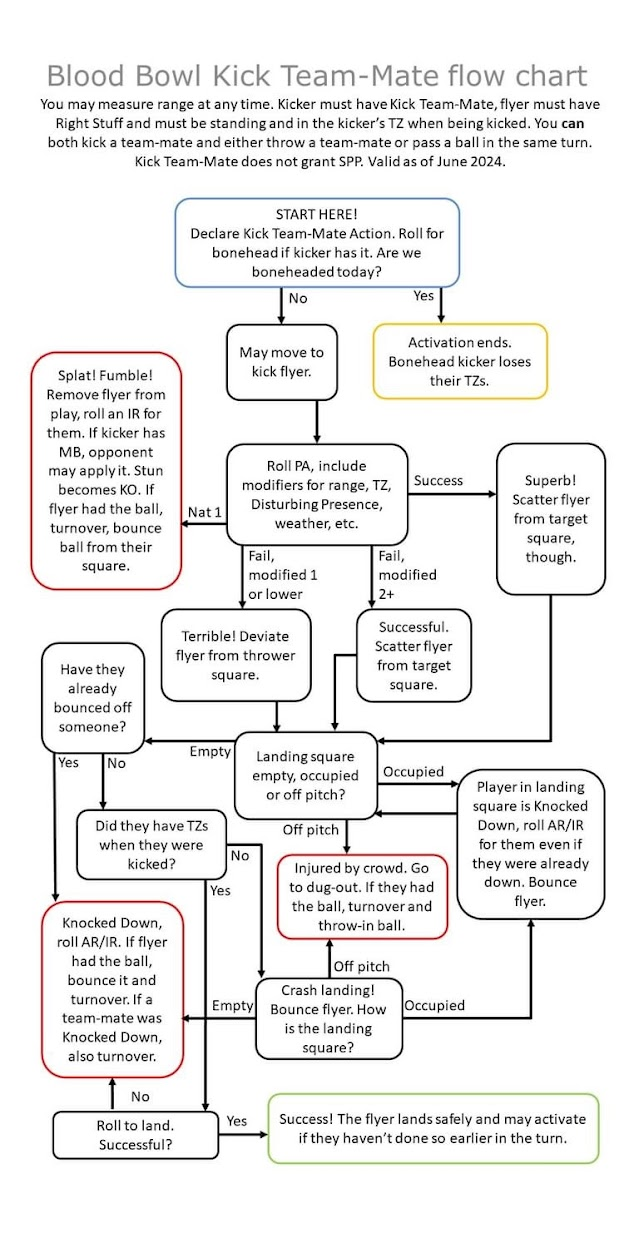 Blood Bowl Kick Team-Mate flow chart
You may measure range at any time. Kicker must have Kick Team-Mate, flyer must have
Right Stuff and must be standing and in the kicker's TZ when being kicked. You can
both kick a team-mate and either throw a team-mate or pass a ball in the same turn.
Kick Team-Mate does not grant SPP. Valid as of June 2024.
START HERE!
Declare Kick Team-Mate Action. Roll for
bonehead if kicker has it. Are we
boneheaded today?
No
Yes
May move to
kick flyer.
Activation ends.
Bonehead kicker loses
their TZs.
Splat! Fumble!
Remove flyer from
play, roll an IR for
them. If kicker has
MB, opponent
may apply it. Stun
becomes KO. If
flyer had the ball,
turnover, bounce
ball from their
square.
Nat 1
Roll PA, include
modifiers for range, TZ,
Disturbing Presence,
weather, etc.
Success
Superb!
Scatter flyer
from target
square,
though.
Fail,
modified 1
or lower
Fail,
modified
2+
Terrible! Deviate
flyer from thrower
square.
Successful.
Scatter flyer
from target
square.
Have they
already
bounced off
someone?
Empty
Landing square
empty, occupied
or off pitch?
Occupied
Player in landing
square is Knocked
Down, roll AR/IR
for them even if
they were already
down. Bounce
flyer.
Yes
No
Off pitch
Did they have TZs
when they were
kicked?
No
Yes
Injured by crowd. Go
to dug-out. If they had
the ball, turnover and
throw-in ball.
Off pitch
Knocked Down,
roll AR/IR. If flyer
had the ball,
bounce it and
turnover. If a
team-mate was
Knocked Down,
also turnover.
Empty
Crash landing!
Bounce flyer. How
is the landing
square?
Occupied
No
Roll to land.
Successful?
Yes
Success! The flyer lands safely and may activate
if they haven't done so earlier in the turn.